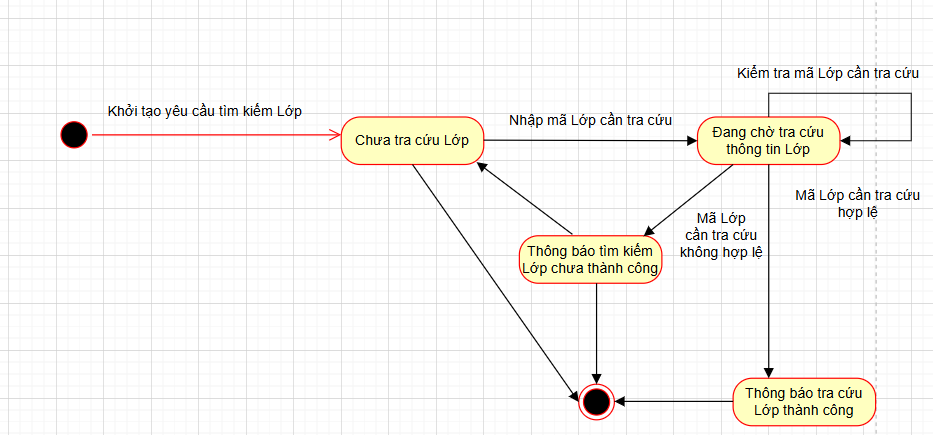 Kiểm tra mã Lớp cần tra cứu
Khởi tạo yêu cầu tìm kiếm Lớp
Nhập mã Lớp cần tra cứu
Chưa tra cứu Lớp
Đang chờ tra cứu
thông tin Lớp
Mã Lớp cần tra cứu
hợp lệ
Mã Lớp
cần tra cứu
không hợp lệ
Thông báo tìm kiếm
Lớp chưa thành công
Thông báo tra cứu
Lớp thành công